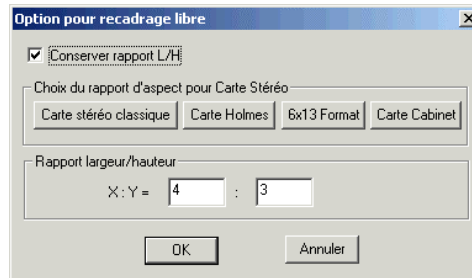 Option pour recadrage libre
Conserver rapport L/H
Choix du rapport d'aspect pour Carte Stéréo
Carte stéréo classique Carte Holmes 6x13 Format Carte Cabinet
Rapport largeur/hauteur
X : Y = 4 : 3
OK Annuler